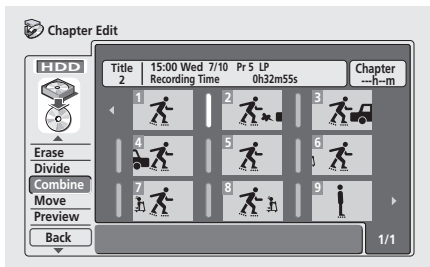 Chapter Edit
HDD
Title 15:00 Wed 7/10 Pr 5 LP Chapter
2 Recording Time 0h32m55s ---h--m
1 2 3
4 5 6
7 8 9
Erase
Divide
Combine
Move
Preview
Back
1/1